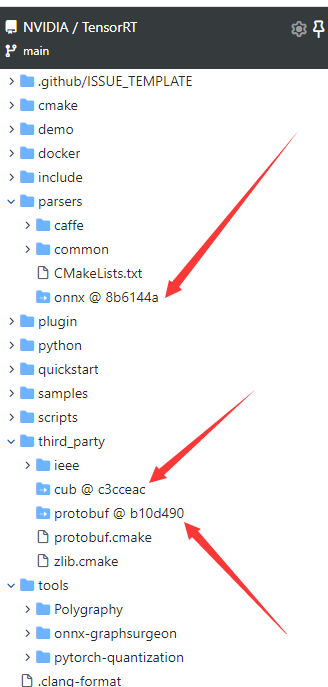 NVIDIA / TensorRT
main
.github/ISSUE_TEMPLATE
cmake
demo
docker
include
parsers
caffe
common
CMakeLists.txt
onnx @ 8b6144a
plugin
python
quickstart
samples
scripts
third_party
ieee
cub @ c3cceac
protobuf @ b10d490
protobuf.cmake
zlib.cmake
tools
Polygraphy
onnx-graphsurgeon
pytorch-quantization
.clang-format